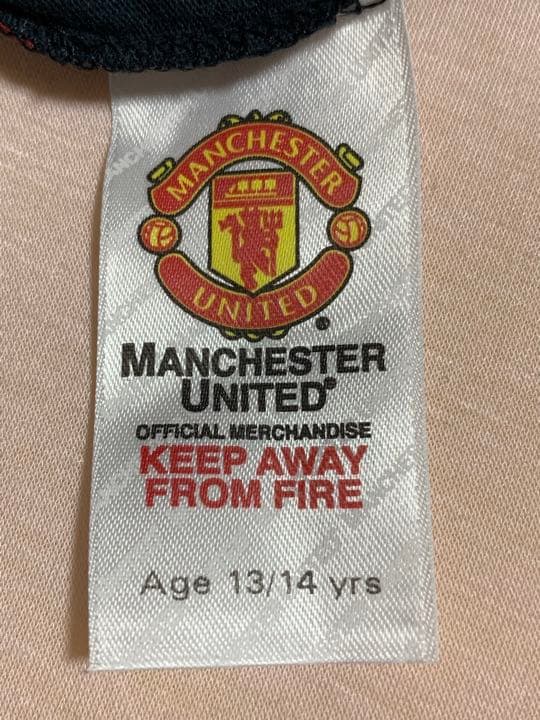 MANCHESTER
UNITED
MANCHESTER
UNITED®
OFFICIAL MERCHANDISE
KEEP AWAY
FROM FIRE
Age 13/14 yrs